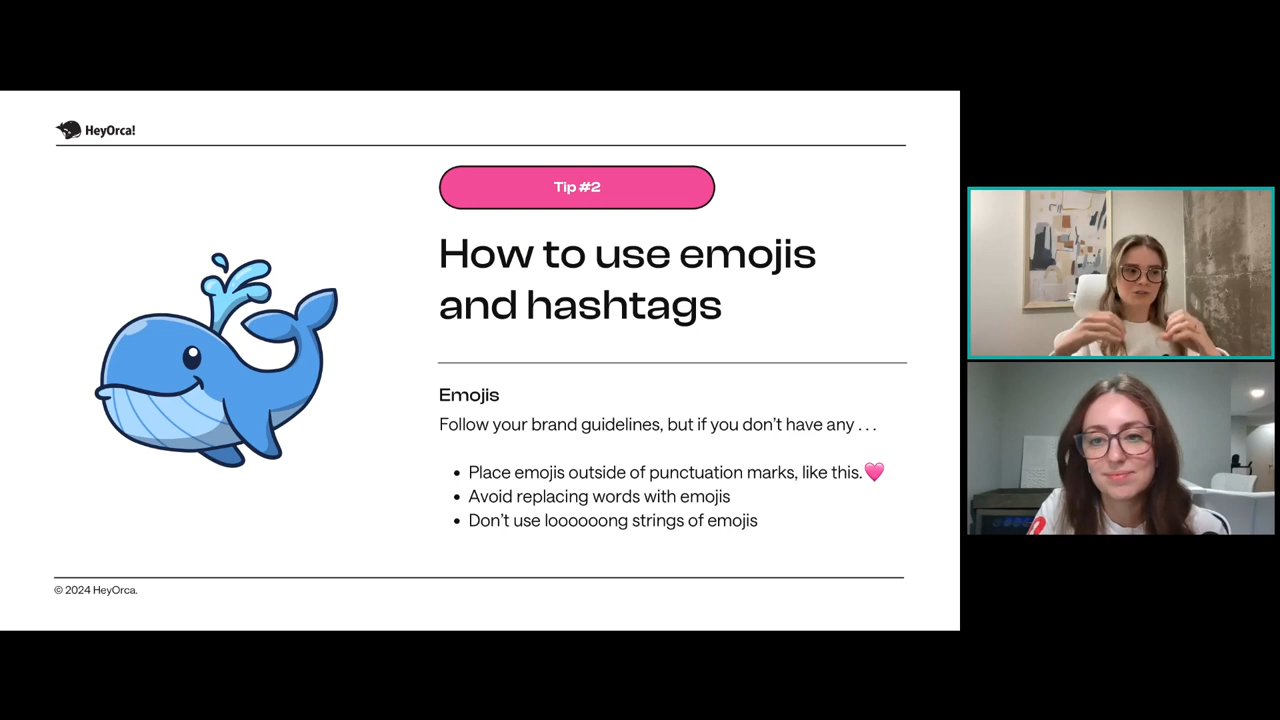 HeyOrca!
Tip #2
How to use emojis
and hashtags
Emojis
Follow your brand guidelines, but if you don’t have any . . .
• Place emojis outside of punctuation marks, like this.🩷
• Avoid replacing words with emojis
• Don’t use loooooong strings of emojis
© 2024 HeyOrca.